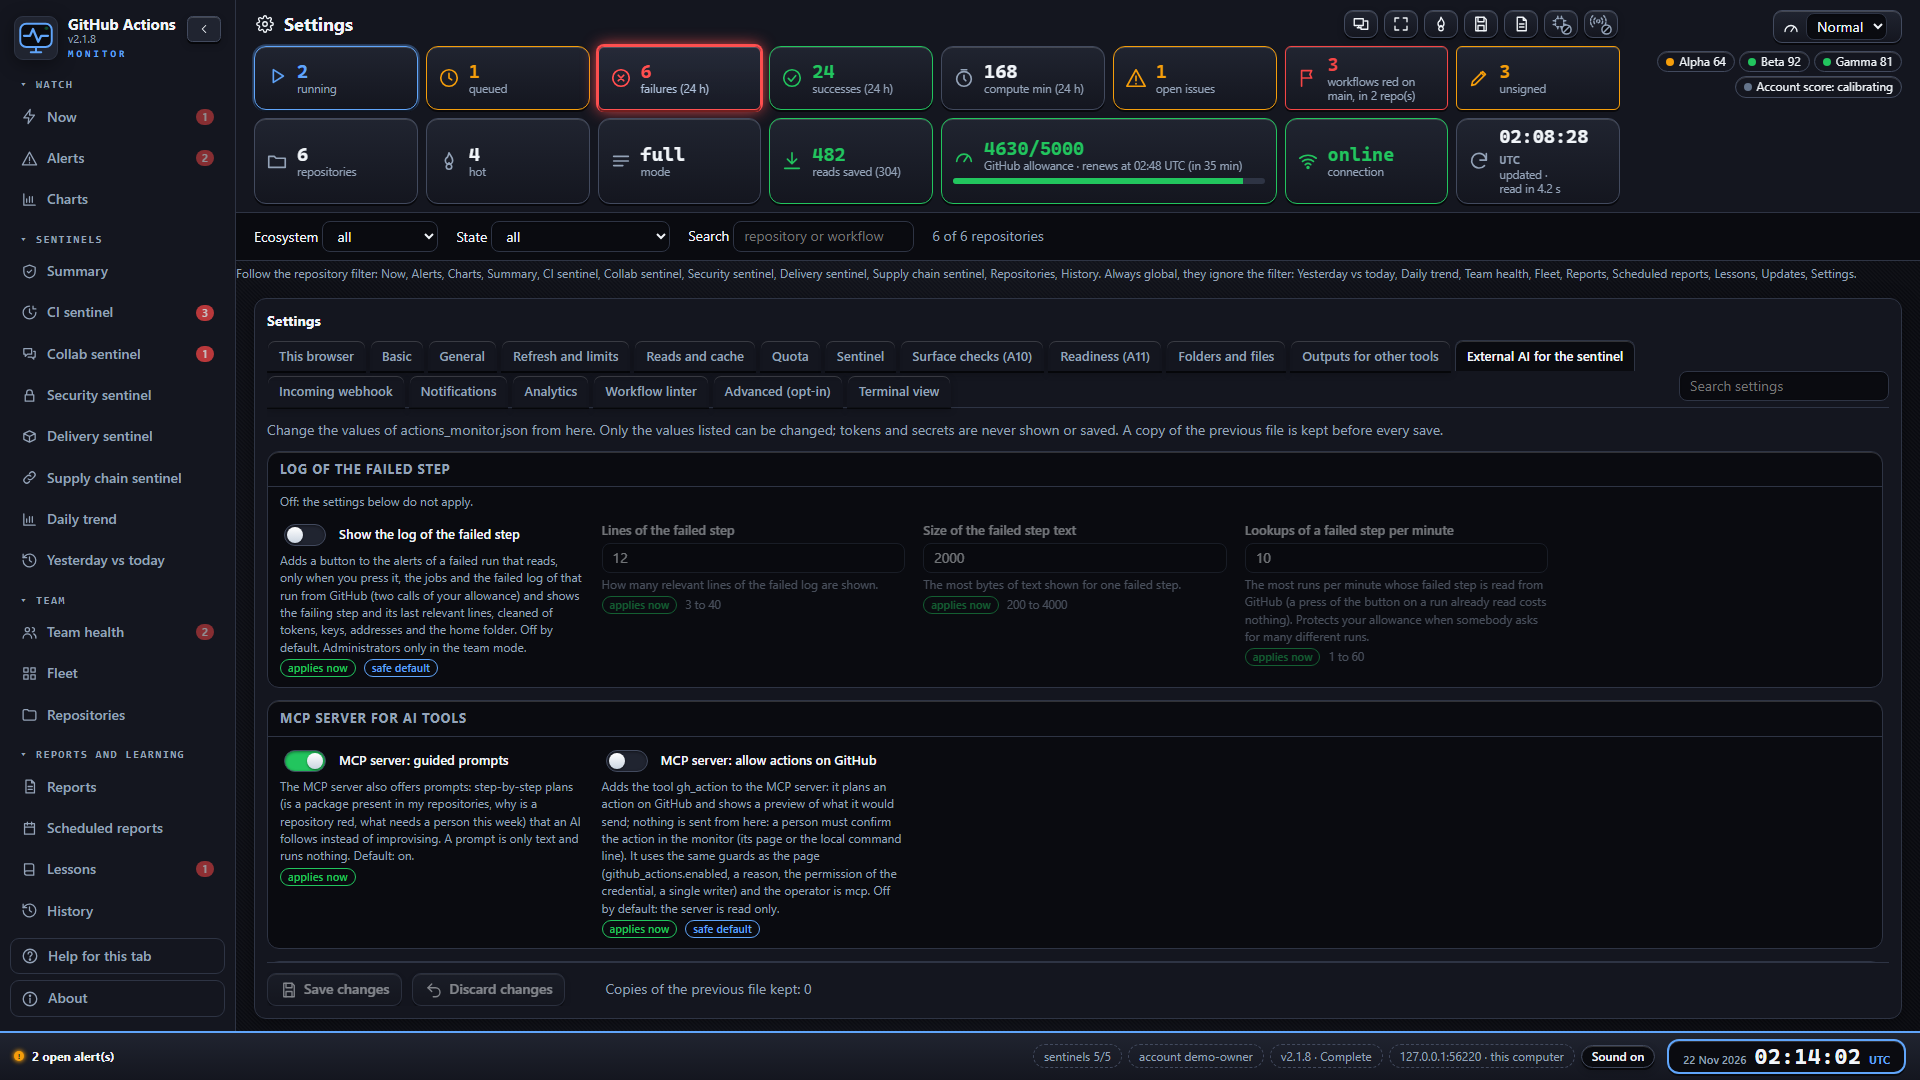 GitHub Actions
v2.1.8
MONITOR
WATCH
Now 1
Alerts 2
Charts
SENTINELS
Summary
CI sentinel 3
Collab sentinel 1
Security sentinel
Delivery sentinel
Supply chain sentinel
Daily trend
Yesterday vs today
TEAM
Team health 2
Fleet
Repositories
REPORTS AND LEARNING
Reports
Scheduled reports
Lessons 1
History
Help for this tab
About
Settings
Normal
2
running
1
queued
6
failures (24 h)
24
successes (24 h)
168
compute min (24 h)
1
open issues
3
workflows red on
main, in 2 repo(s)
3
unsigned
Alpha 64 Beta 92 Gamma 81
Account score: calibrating
6
repositories
4
hot
full
mode
482
reads saved (304)
4630/5000
GitHub allowance · renews at 02:48 UTC (in 35 min)
online
connection
02:08:28
UTC
updated ·
read in 4.2 s
Ecosystem all State all Search repository or workflow 6 of 6 repositories
Follow the repository filter: Now, Alerts, Charts, Summary, CI sentinel, Collab sentinel, Security sentinel, Delivery sentinel, Supply chain sentinel, Repositories, History. Always global, they ignore the filter: Yesterday vs today, Daily trend, Team health, Fleet, Reports, Scheduled reports, Lessons, Updates, Settings.
Settings
This browser Basic General Refresh and limits Reads and cache Quota Sentinel Surface checks (A10) Readiness (A11) Folders and files Outputs for other tools External AI for the sentinel
Incoming webhook Notifications Analytics Workflow linter Advanced (opt-in) Terminal view
Search settings
Change the values of actions_monitor.json from here. Only the values listed can be changed; tokens and secrets are never shown or saved. A copy of the previous file is kept before every save.
LOG OF THE FAILED STEP
Off: the settings below do not apply.
Show the log of the failed step
Adds a button to the alerts of a failed run that reads,
only when you press it, the jobs and the failed log of that
run from GitHub (two calls of your allowance) and shows
the failing step and its last relevant lines, cleaned of
tokens, keys, addresses and the home folder. Off by
default. Administrators only in the team mode.
applies now safe default
Lines of the failed step
12
How many relevant lines of the failed log are shown.
applies now 3 to 40
Size of the failed step text
2000
The most bytes of text shown for one failed step.
applies now 200 to 4000
Lookups of a failed step per minute
10
The most runs per minute whose failed step is read from
GitHub (a press of the button on a run already read costs
nothing). Protects your allowance when somebody asks
for many different runs.
applies now 1 to 60
MCP SERVER FOR AI TOOLS
MCP server: guided prompts
The MCP server also offers prompts: step-by-step plans
(is a package present in my repositories, why is a
repository red, what needs a person this week) that an AI
follows instead of improvising. A prompt is only text and
runs nothing. Default: on.
applies now
MCP server: allow actions on GitHub
Adds the tool gh_action to the MCP server: it plans an
action on GitHub and shows a preview of what it would
send; nothing is sent from here: a person must confirm
the action in the monitor (its page or the local command
line). It uses the same guards as the page
(github_actions.enabled, a reason, the permission of the
credential, a single writer) and the operator is mcp. Off
by default: the server is read only.
applies now safe default
Save changes Discard changes Copies of the previous file kept: 0
2 open alert(s)
sentinels 5/5 account demo-owner v2.1.8 · Complete 127.0.0.1:56220 · this computer Sound on 22 Nov 2026 02:14:02 UTC